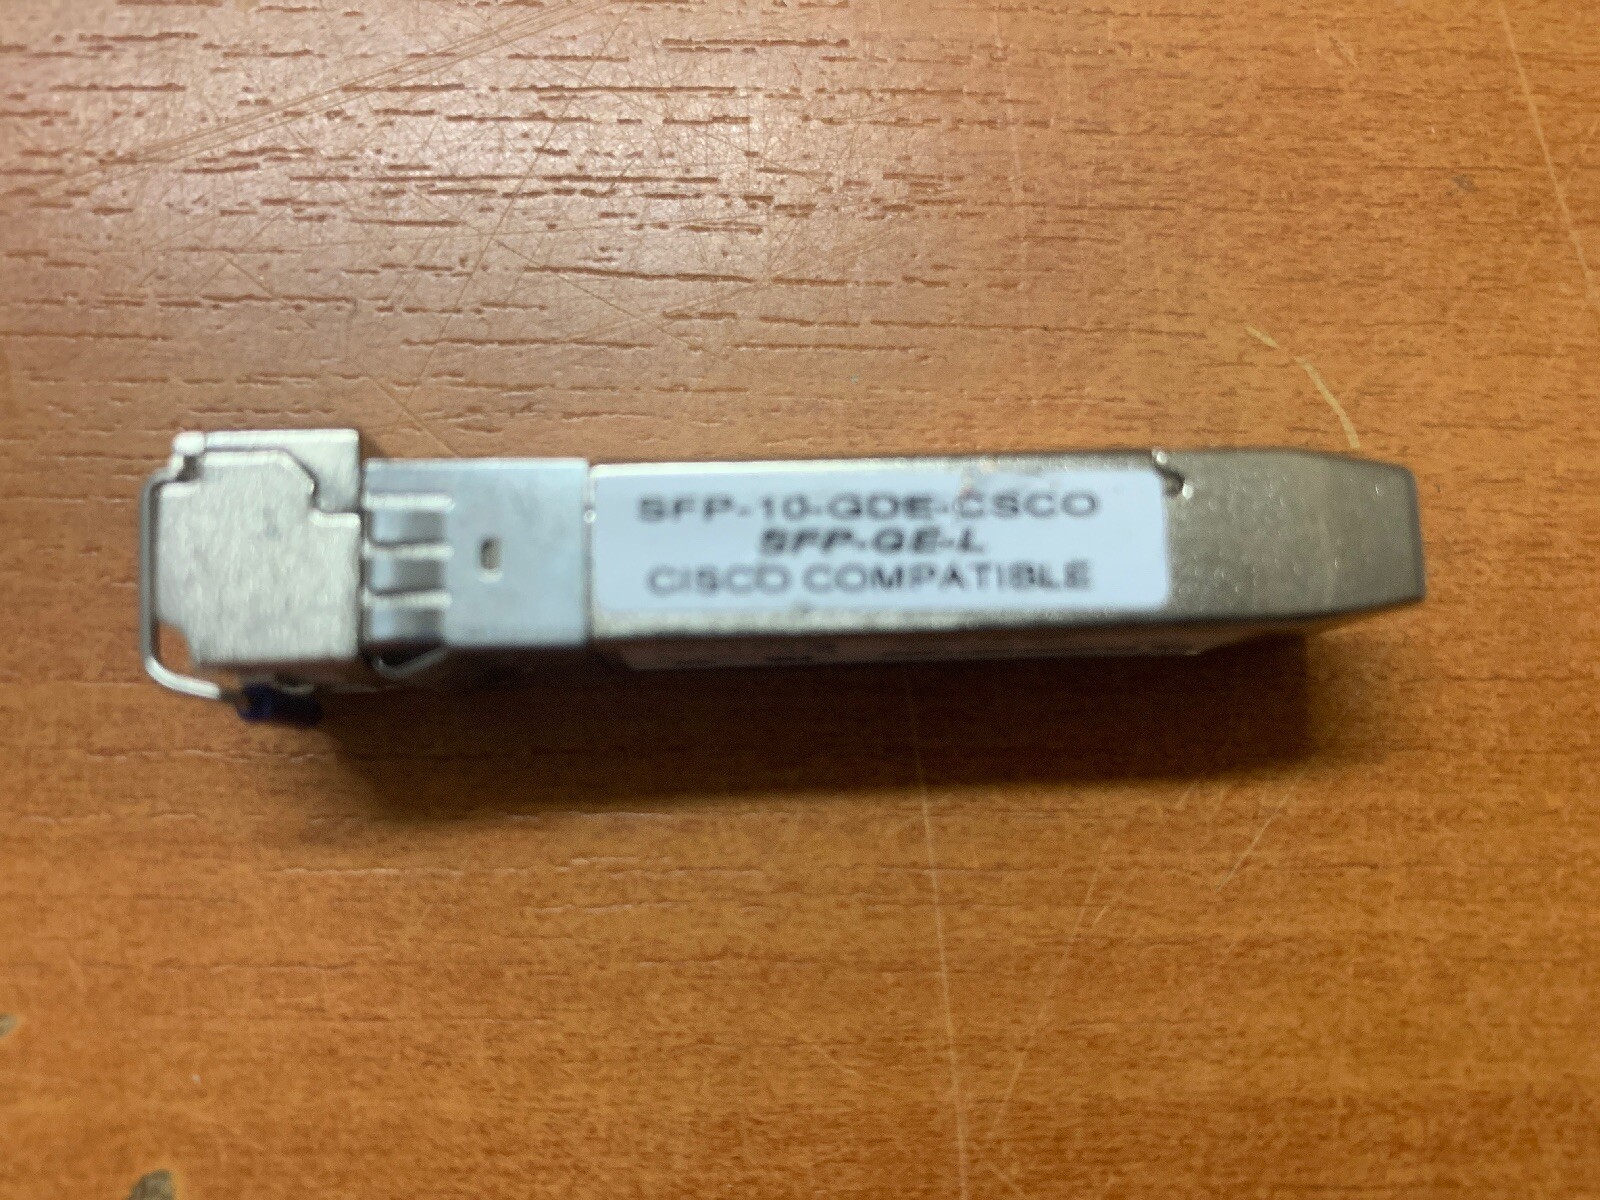 SFP-10-GDE-CSCO
SFP-GE-L
CISCO COMPATIBLE